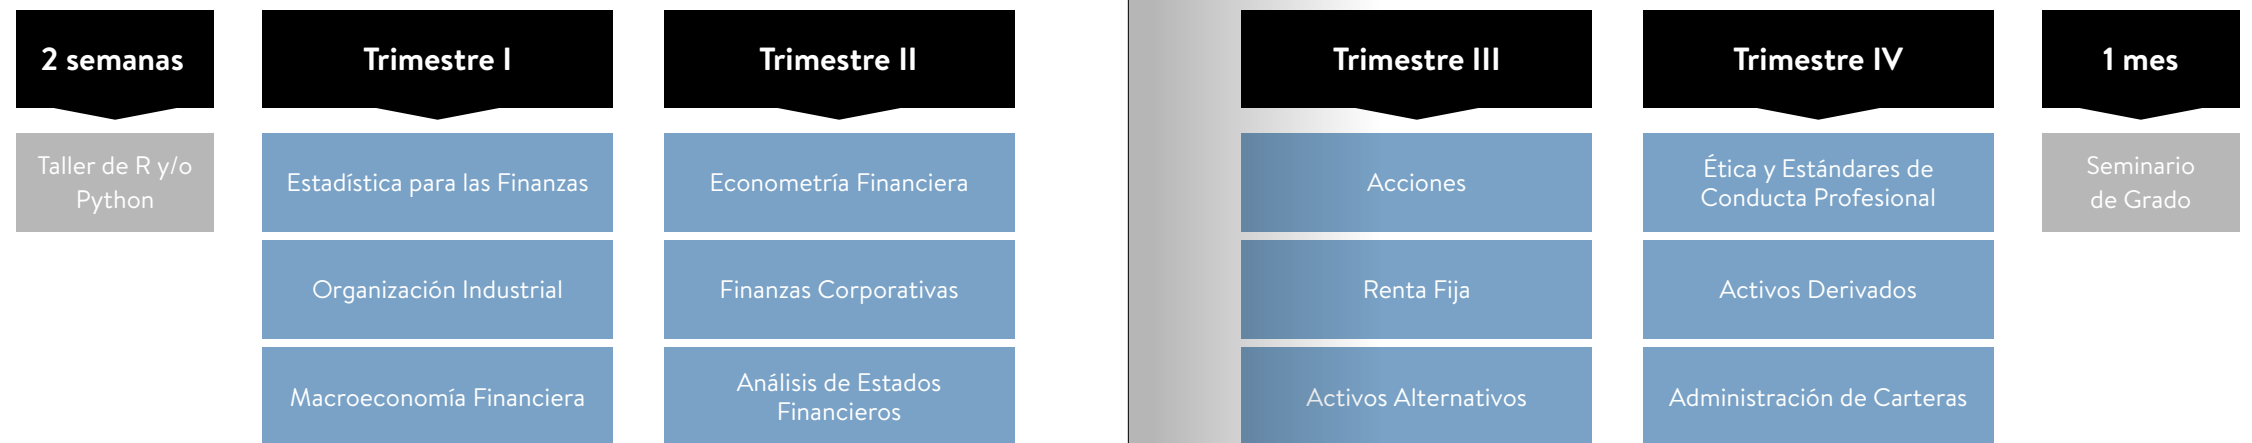 2 semanas
Taller de R y/o
Python
Trimestre I
Estadística para las Finanzas
Organización Industrial
Macroeconomía Financiera
Trimestre II
Econometría Financiera
Finanzas Corporativas
Análisis de Estados
Financieros
Trimestre III
Acciones
Renta Fija
Activos Alternativos
Trimestre IV
Ética y Estándares de
Conducta Profesional
Activos Derivados
Administración de Carteras
1 mes
Seminario
de Grado